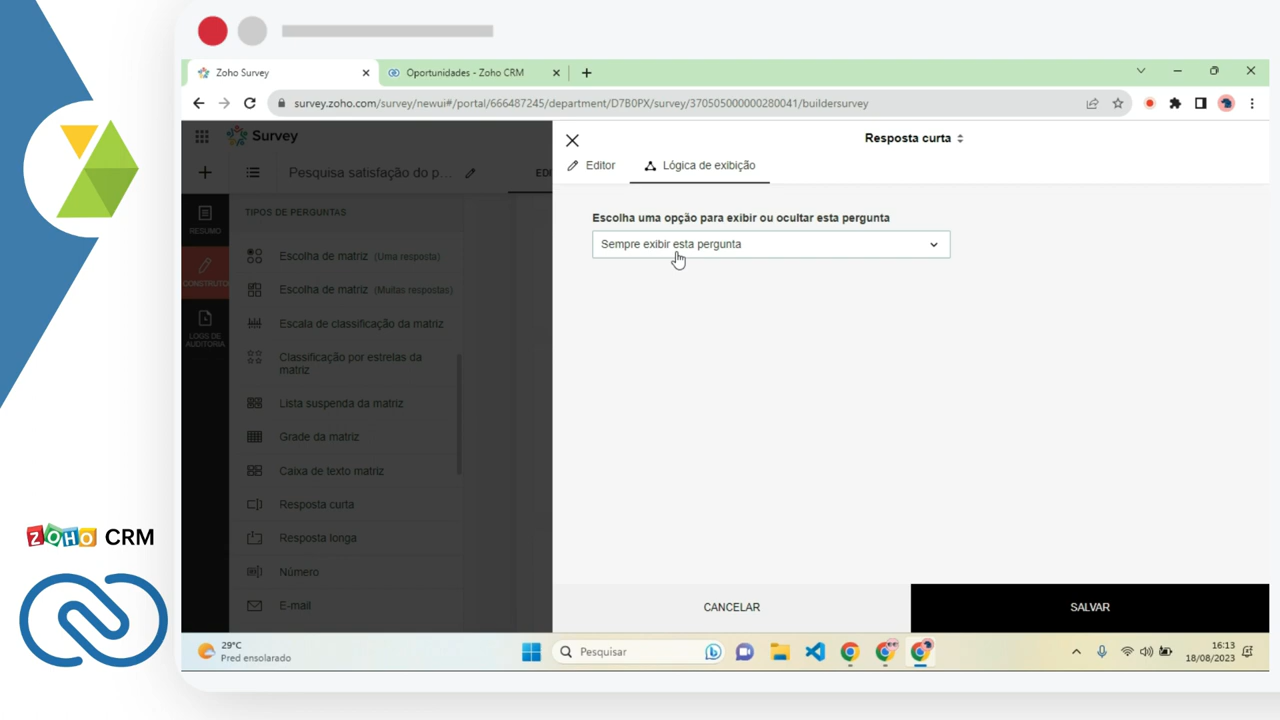 Zoho Survey
Oportunidades - Zoho CRM
survey.zoho.com/survey/newui#/portal/666487245/department/D7B0PX/survey/370505000000280041/buildersurvey
Survey
Resposta curta
Pesquisa satisfação do p...
ED
Editor
Lógica de exibição
RESUMO
CONSTRUTO
LOGS DE
AUDITORIA
TIPOS DE PERGUNTAS
Escolha de matriz (Uma resposta)
Escolha de matriz (Muitas respostas)
Escala de classificação da matriz
Classificação por estrelas da
matriz
Lista suspenda da matriz
Grade da matriz
Caixa de texto matriz
Resposta curta
Resposta longa
Número
E-mail
Escolha uma opção para exibir ou ocultar esta pergunta
Sempre exibir esta pergunta
CANCELAR
SALVAR
ZOHO CRM
29°C
Pred ensolarado
Pesquisar
16:13
18/08/2023